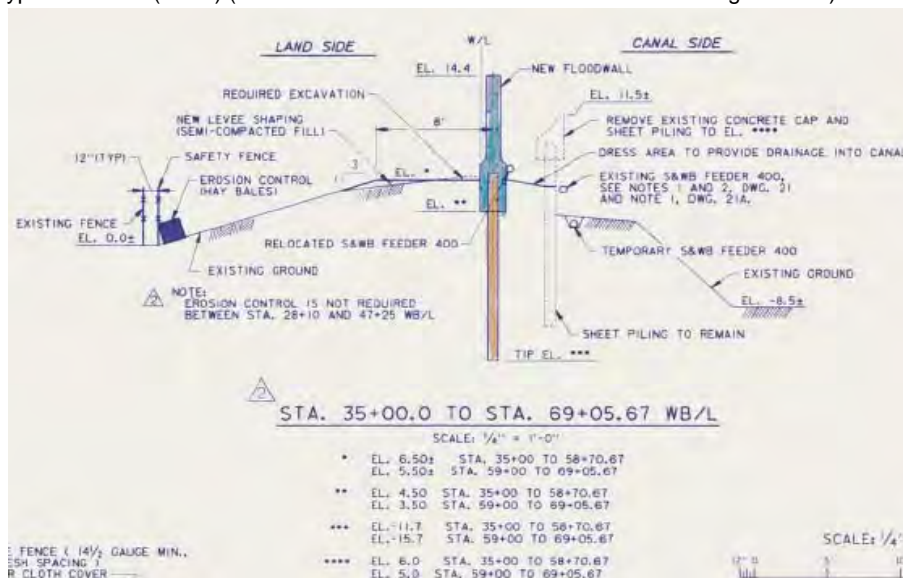 LAND SIDE
W/L
CANAL SIDE
EL. 14.4
NEW FLOODWALL
REQUIRED EXCAVATION
EL. 11.5±
NEW LEVEE SHAPING
(SEMI-COMPACTED FILL)
8'
REMOVE EXISTING CONCRETE CAP AND
SHEET PILING TO EL. ****
12"(TYP)
SAFETY FENCE
3
1
EL. *
DRESS AREA TO PROVIDE DRAINAGE INTO CANAL
EROSION CONTROL
(HAY BALES)
EXISTING S&WB FEEDER 400,
SEE NOTES 1 AND 2, DWG. 21
AND NOTE 1, DWG. 21A.
EXISTING FENCE
EL. **
EL. 0.0±
RELOCATED S&WB FEEDER 400
TEMPORARY S&WB FEEDER 400
EXISTING GROUND
EXISTING GROUND
2 NOTE:
EROSION CONTROL IS NOT REQUIRED
BETWEEN STA. 28+10 AND 47+25 WB/L
EL. -8.5±
SHEET PILING TO REMAIN
TIP EL. ***
2
STA. 35+00.0 TO STA. 69+05.67 WB/L
SCALE: 1/4" = 1'-0"
* EL. 6.50± STA. 35+00 TO 58+70.67
EL. 5.50± STA. 59+00 TO 69+05.67
** EL. 4.50 STA. 35+00 TO 58+70.67
EL. 3.50 STA. 59+00 TO 69+05.67
*** EL.-11.7 STA. 35+00 TO 58+70.67
EL.-15.7 STA. 59+00 TO 69+05.67
**** EL. 6.0 STA. 35+00 TO 58+70.67
EL. 5.0 STA. 59+00 TO 69+05.67
FENCE ( 14½ GAUGE MIN.,
SPACING )
CLOTH COVER
SCALE: 1/4"
12" 0